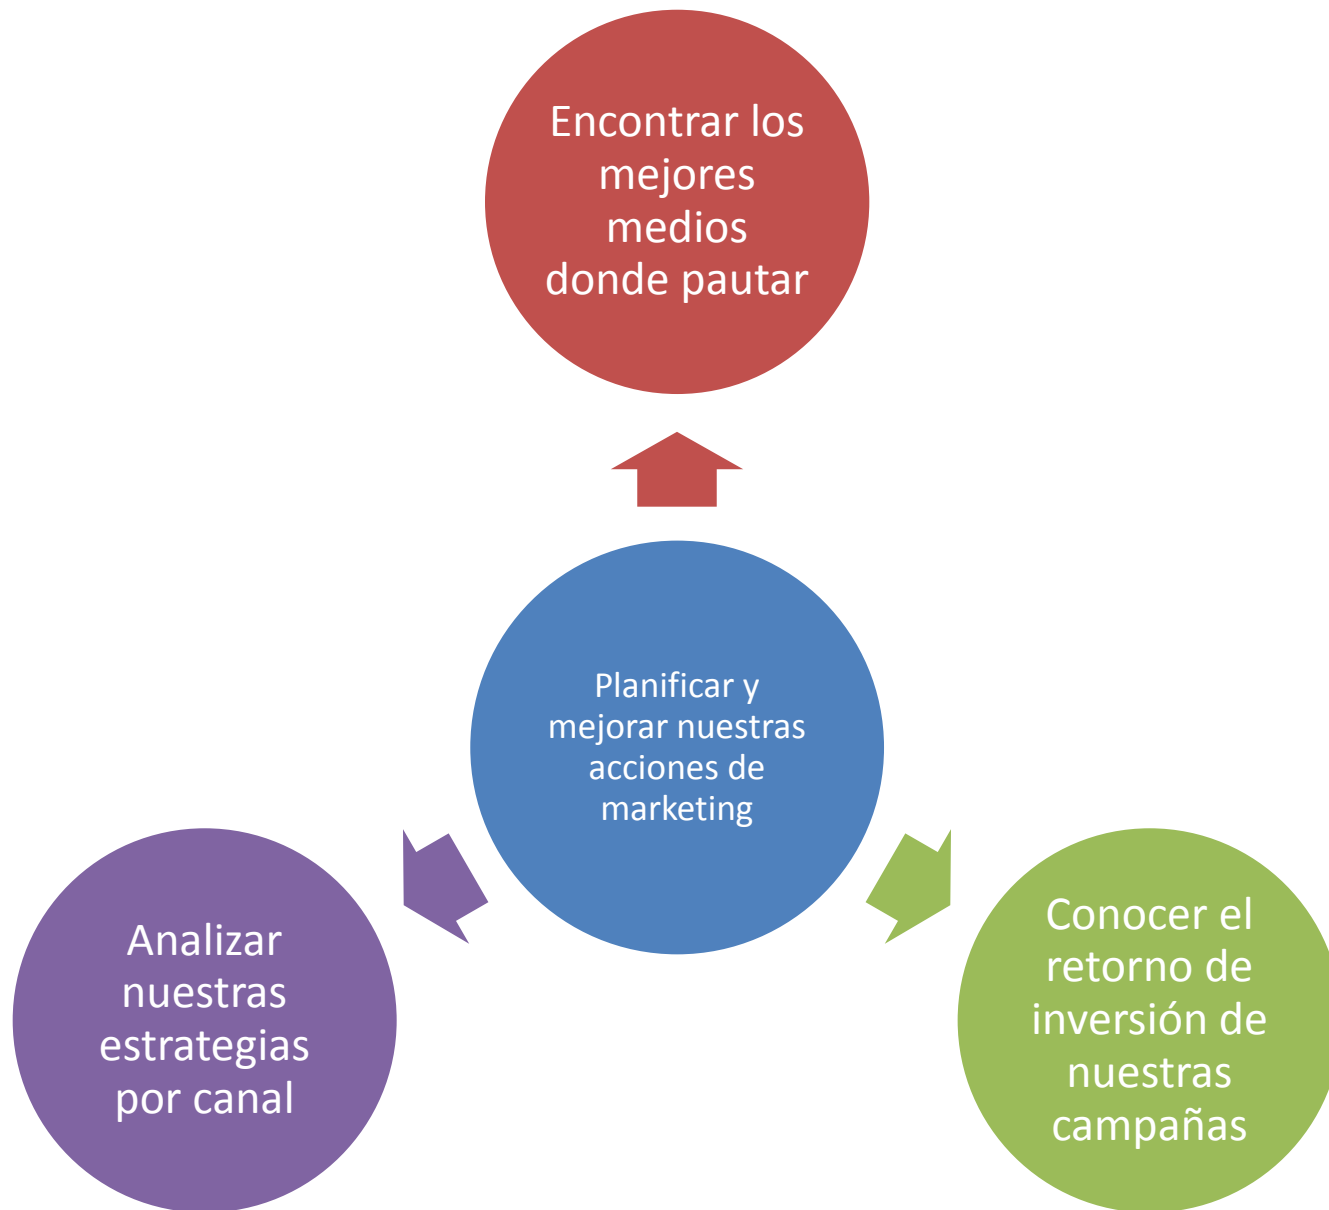 Encontrar los
mejores
medios
donde pautar
Planificar y
mejorar nuestras
acciones de
marketing
Analizar
nuestras
estrategias
por canal
Conocer el
retorno de
inversión de
nuestras
campañas